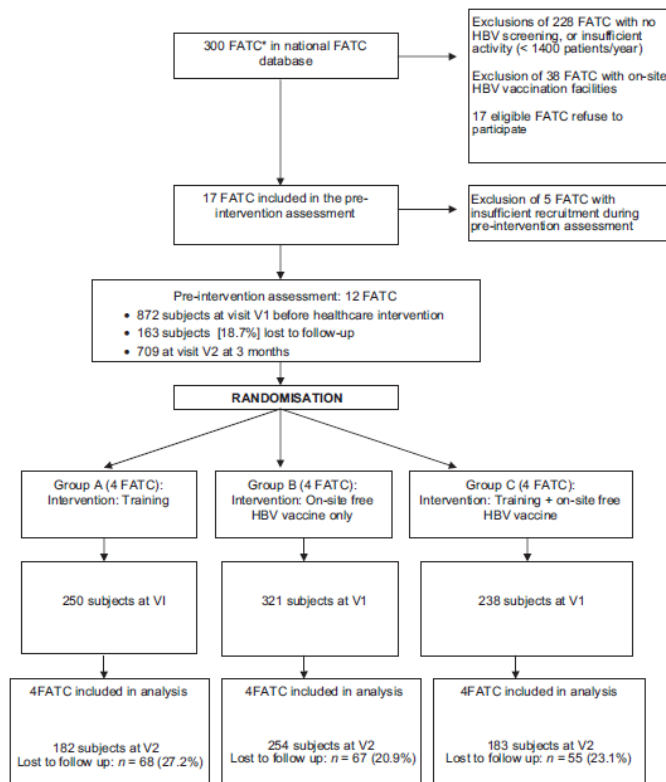 300 FATC* in national FATC
database
Exclusions of 228 FATC with no
HBV screening, or insufficient
activity (< 1400 patients/year)
Exclusion of 38 FATC with on-site
HBV vaccination facilities
17 eligible FATC refuse to
participate
17 FATC included in the pre-
intervention assessment
Exclusion of 5 FATC with
insufficient recruitment during
pre-intervention assessment
Pre-intervention assessment: 12 FATC
• 872 subjects at visit V1 before healthcare intervention
• 163 subjects [18.7%] lost to follow-up
• 709 at visit V2 at 3 months
RANDOMISATION
Group A (4 FATC):
Intervention: Training
Group B (4 FATC):
Intervention: On-site free
HBV vaccine only
Group C (4 FATC):
Intervention: Training + on-site free
HBV vaccine
250 subjects at VI
321 subjects at V1
238 subjects at V1
4FATC included in analysis
182 subjects at V2
Lost to follow up: n = 68 (27.2%)
4FATC included in analysis
254 subjects at V2
Lost to follow up: n = 67 (20.9%)
4FATC included in analysis
183 subjects at V2
Lost to follow up: n = 55 (23.1%)